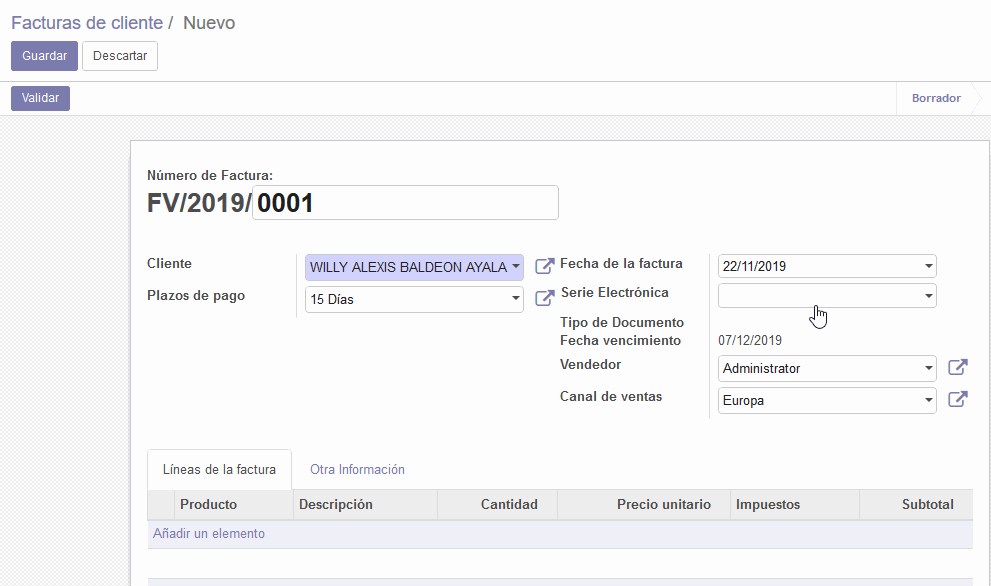 Facturas de cliente / Nuevo
Guardar Descartar
Validar Borrador
Número de Factura:
FV/2019/ 0001
Cliente WILLY ALEXIS BALDEON AYALA Fecha de la factura 22/11/2019
Plazos de pago 15 Días Serie Electrónica
Tipo de Documento
Fecha vencimiento 07/12/2019
Vendedor Administrator
Canal de ventas Europa
Líneas de la factura Otra Información
Producto Descripción Cantidad Precio unitario Impuestos Subtotal
Añadir un elemento